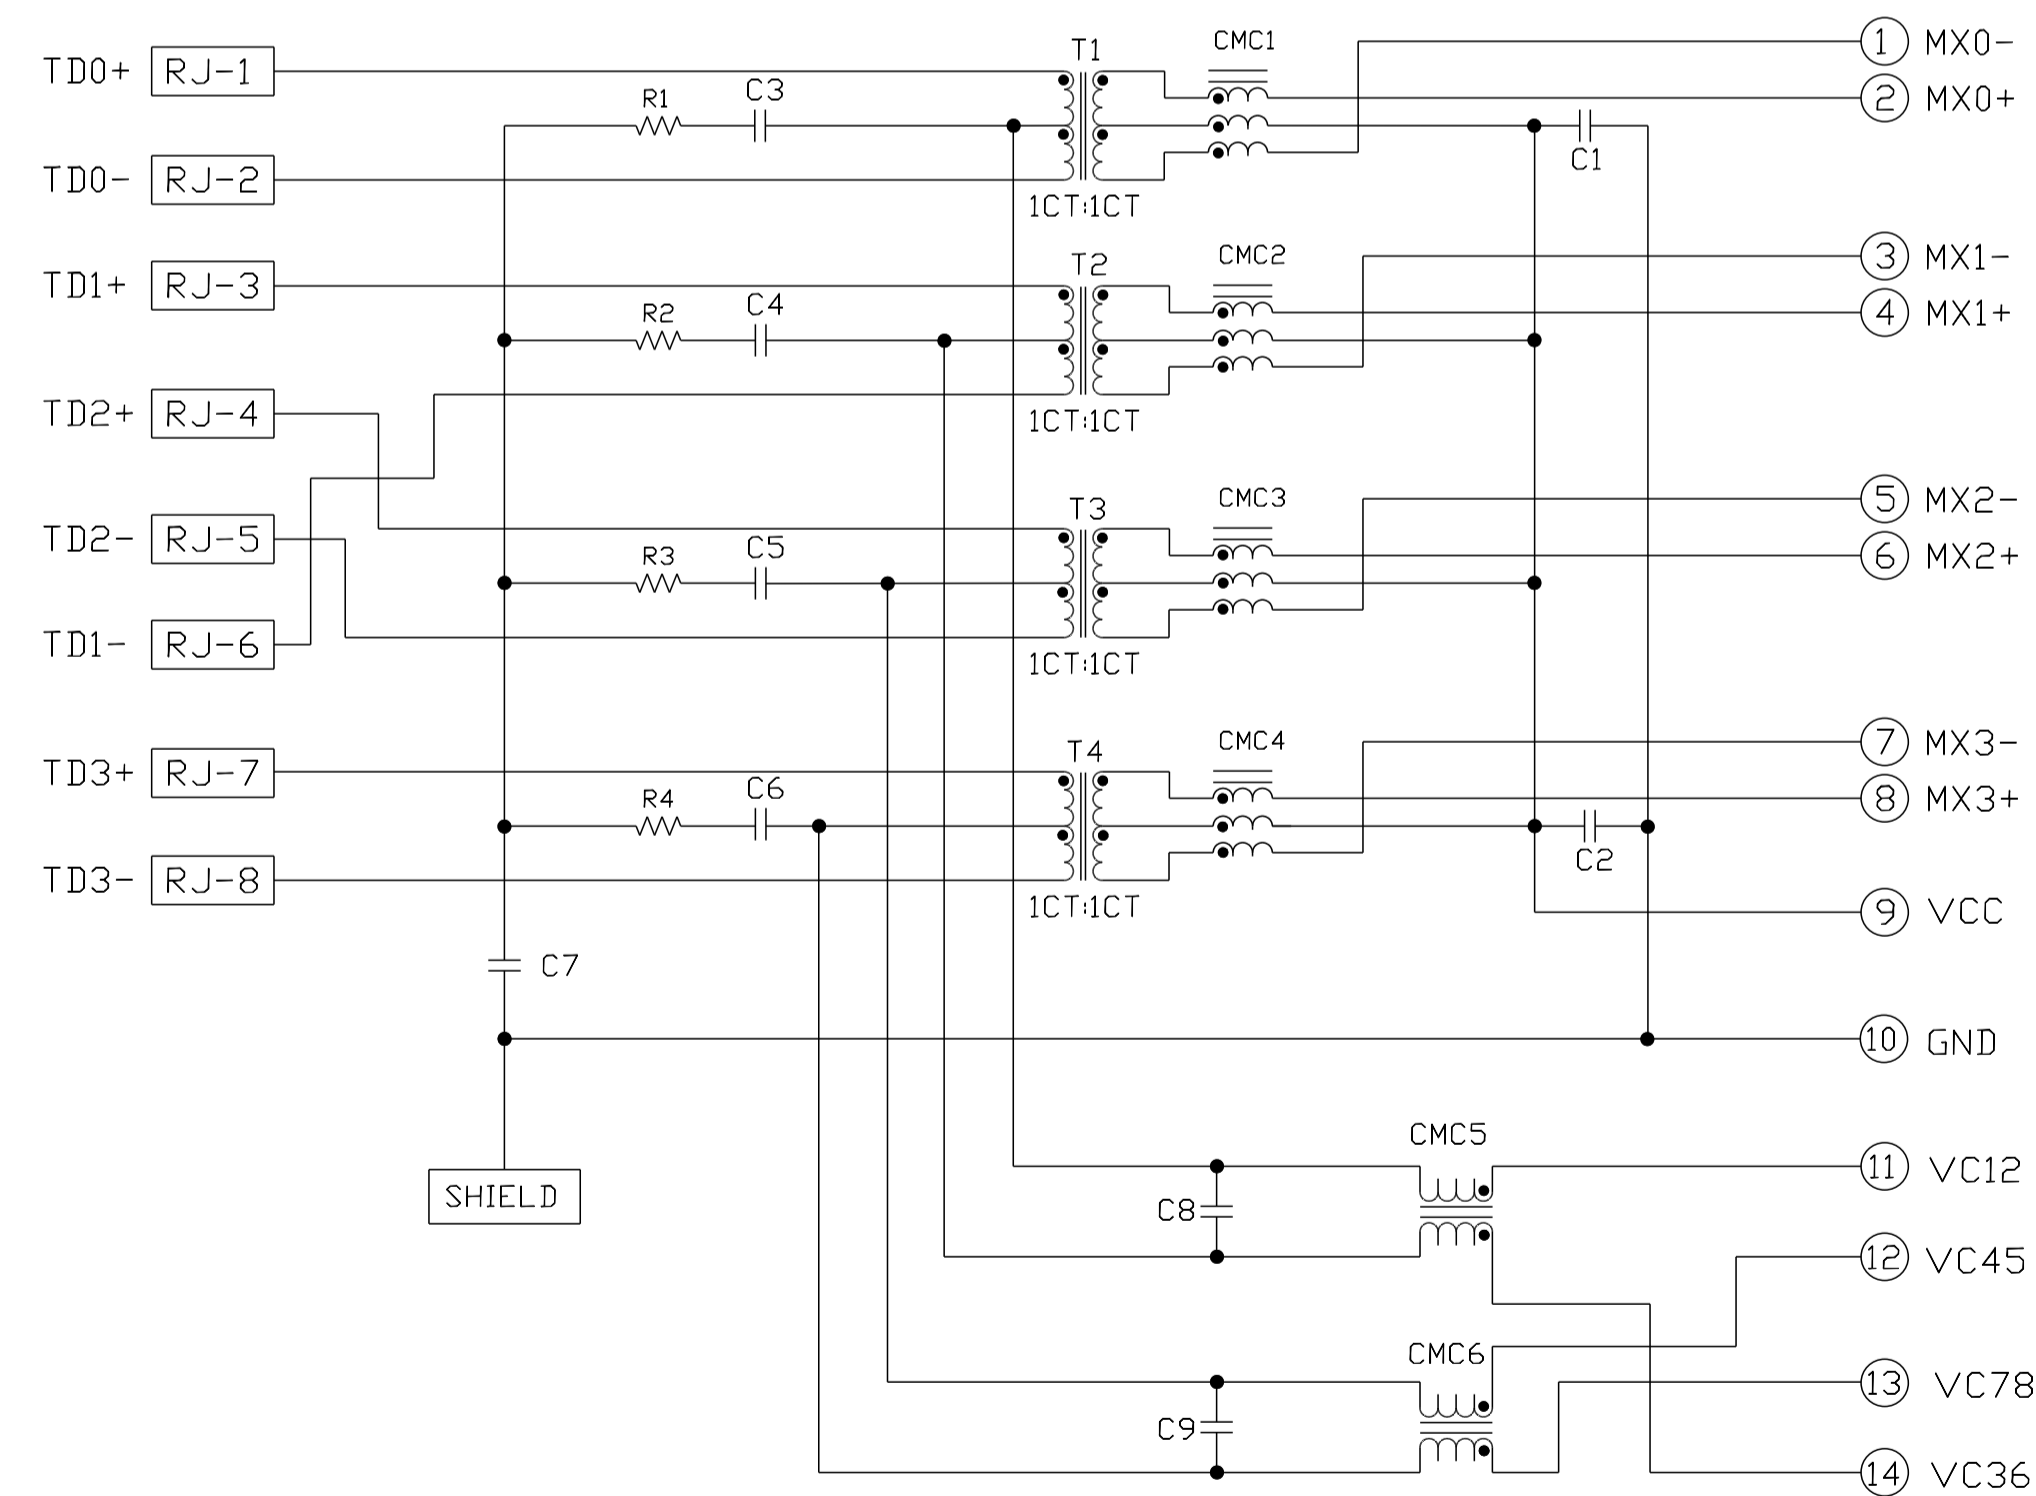 CMC1
1 MX0-
T1
TD0+ RJ-1
C3
R1
2 MX0+
C1
TD0- RJ-2
1CT:1CT
CMC2
3 MX1-
T2
TD1+ RJ-3
C4
R2
4 MX1+
TD2+ RJ-4
1CT:1CT
CMC3
5 MX2-
T3
TD2- RJ-5
C5
R3
6 MX2+
TD1- RJ-6
1CT:1CT
CMC4
7 MX3-
T4
TD3+ RJ-7
C6
R4
8 MX3+
C2
TD3- RJ-8
1CT:1CT
9 VCC
C7
10 GND
CMC5
11 VC12
SHIELD
C8
12 VC45
CMC6
13 VC78
C9
14 VC36